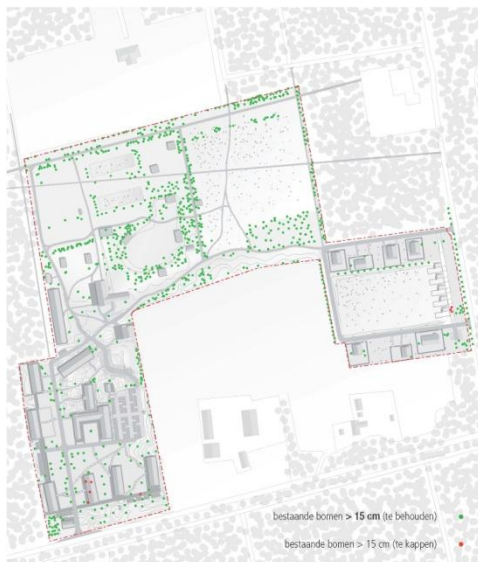 bestaande bomen > 15 cm (te behouden)
bestaande bomen > 15 cm (te kappen)